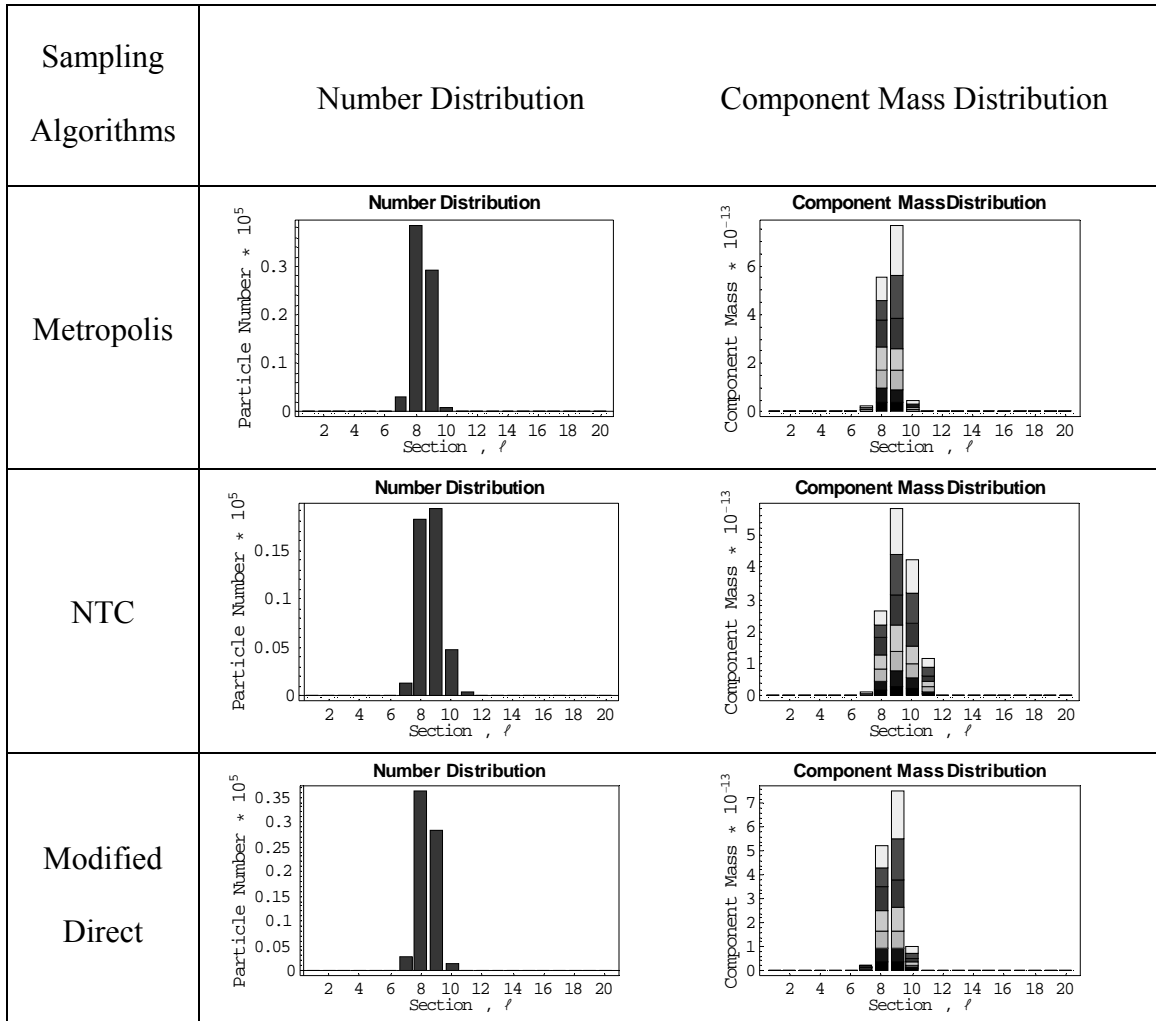 Sampling
Algorithms
Number Distribution
Component Mass Distribution
Metropolis
Number Distribution
Particle Number * 10^5
0.3
0.2
0.1
0
2 4 6 8 10 12 14 16 18 20
Section , ℓ
Component MassDistribution
Component Mass * 10^-13
6
4
2
0
2 4 6 8 10 12 14 16 18 20
Section , ℓ
NTC
Number Distribution
Particle Number * 10^5
0.15
0.1
0.05
0
2 4 6 8 10 12 14 16 18 20
Section , ℓ
Component MassDistribution
Component Mass * 10^-13
5
4
3
2
1
0
2 4 6 8 10 12 14 16 18 20
Section , ℓ
Modified
Direct
Number Distribution
Particle Number * 10^5
0.35
0.3
0.25
0.2
0.15
0.1
0.05
0
2 4 6 8 10 12 14 16 18 20
Section , ℓ
Component MassDistribution
Component Mass * 10^-13
7
6
5
4
3
2
1
0
2 4 6 8 10 12 14 16 18 20
Section , ℓ